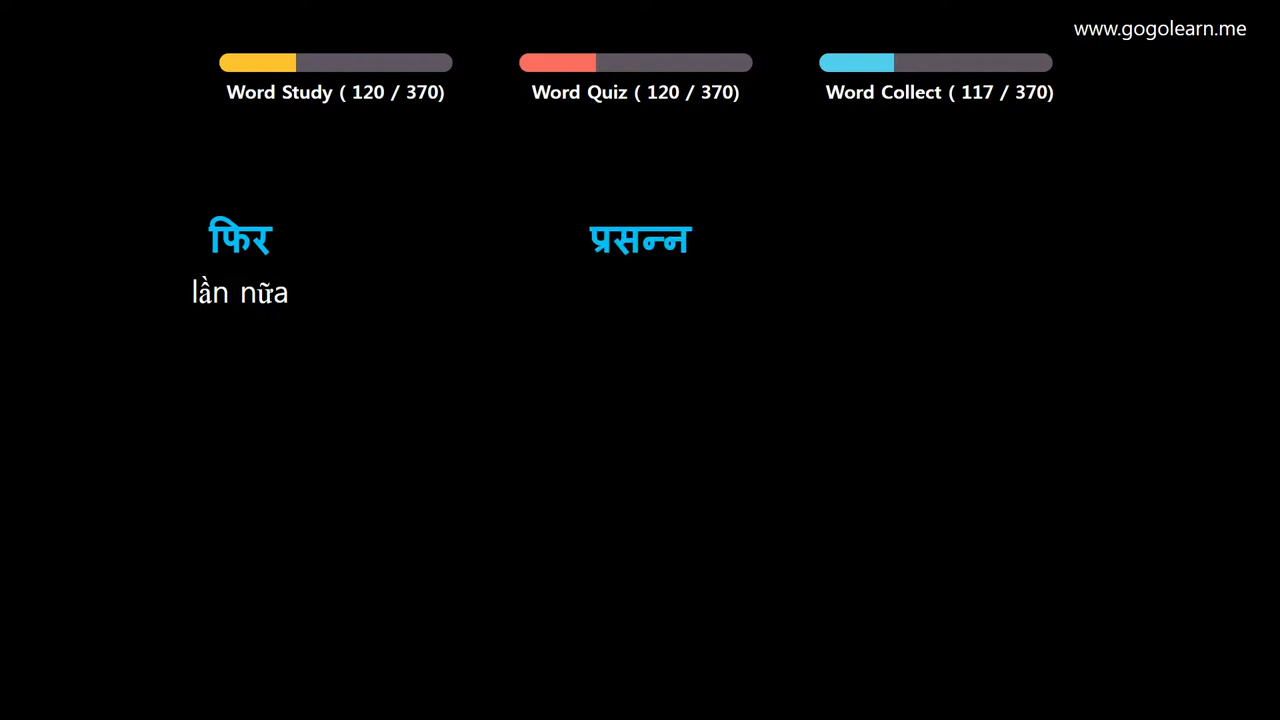 www.gogolearn.me
Word Study ( 120 / 370)
Word Quiz ( 120 / 370)
Word Collect ( 117 / 370)
फिर
प्रसन्न
lần nữa